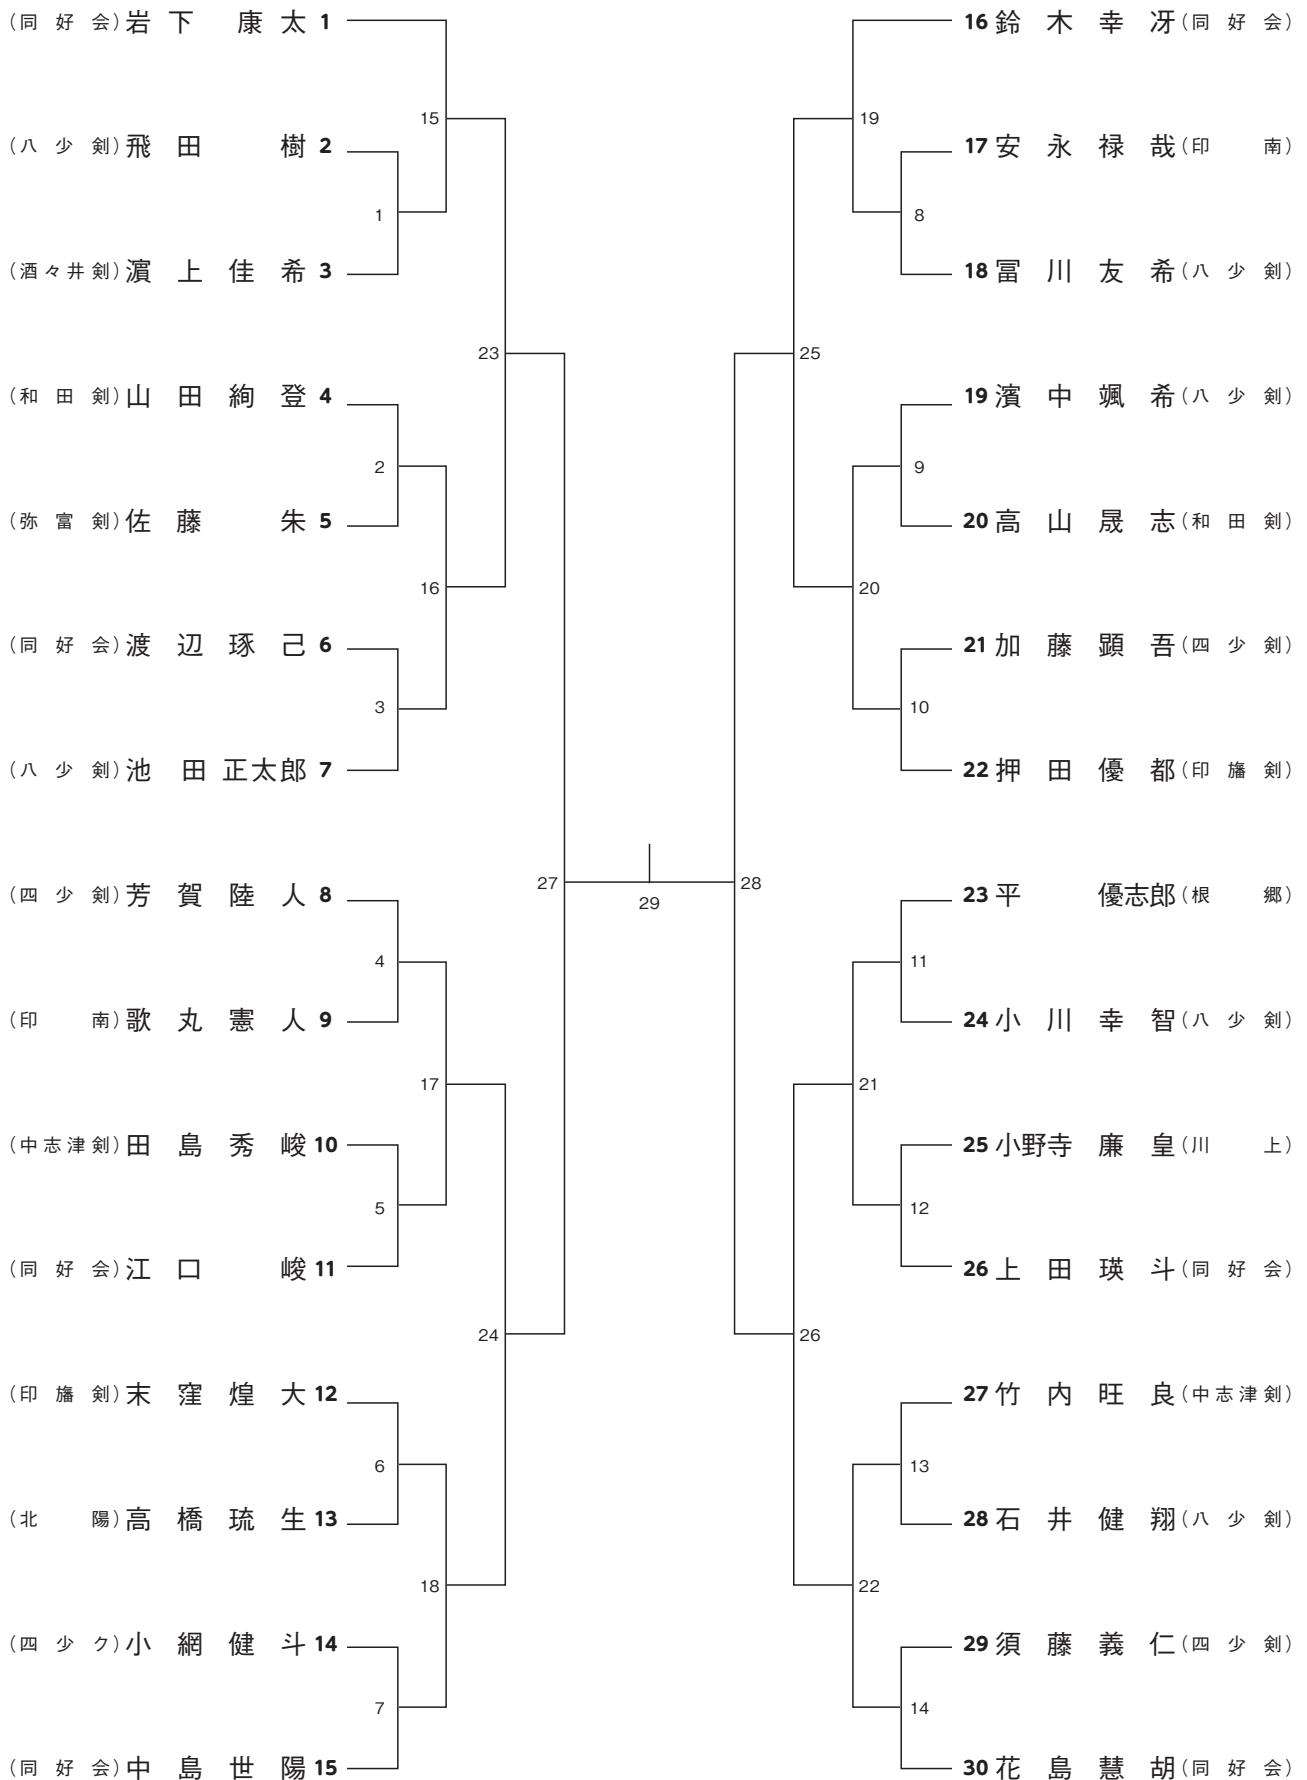 (同好会)岩下康太 1
15
(八少剣)飛田樹 2
1
(酒々井剣)濵上佳希 3
23
(和田剣)山田絢登 4
2
(弥富剣)佐藤朱 5
16
(同好会)渡辺琢己 6
3
(八少剣)池田正太郎 7
27
(四少剣)芳賀陸人 8
4
(印南)歌丸憲人 9
17
(中志津剣)田島秀峻 10
5
(同好会)江口峻 11
24
(印旛剣)末窪煌大 12
6
(北陽)高橋琉生 13
18
(四少ク)小網健斗 14
7
(同好会)中島世陽 15
29
16 鈴木幸冴(同好会)
19
17 安永禄哉(印南)
8
18 冨川友希(八少剣)
25
19 濱中颯希(八少剣)
9
20 高山晟志(和田剣)
20
21 加藤顕吾(四少剣)
10
22 押田優都(印旛剣)
28
23 平優志郎(根郷)
11
24 小川幸智(八少剣)
21
25 小野寺廉皇(川上)
12
26 上田瑛斗(同好会)
26
27 竹内旺良(中志津剣)
13
28 石井健翔(八少剣)
22
29 須藤義仁(四少剣)
14
30 花島慧胡(同好会)